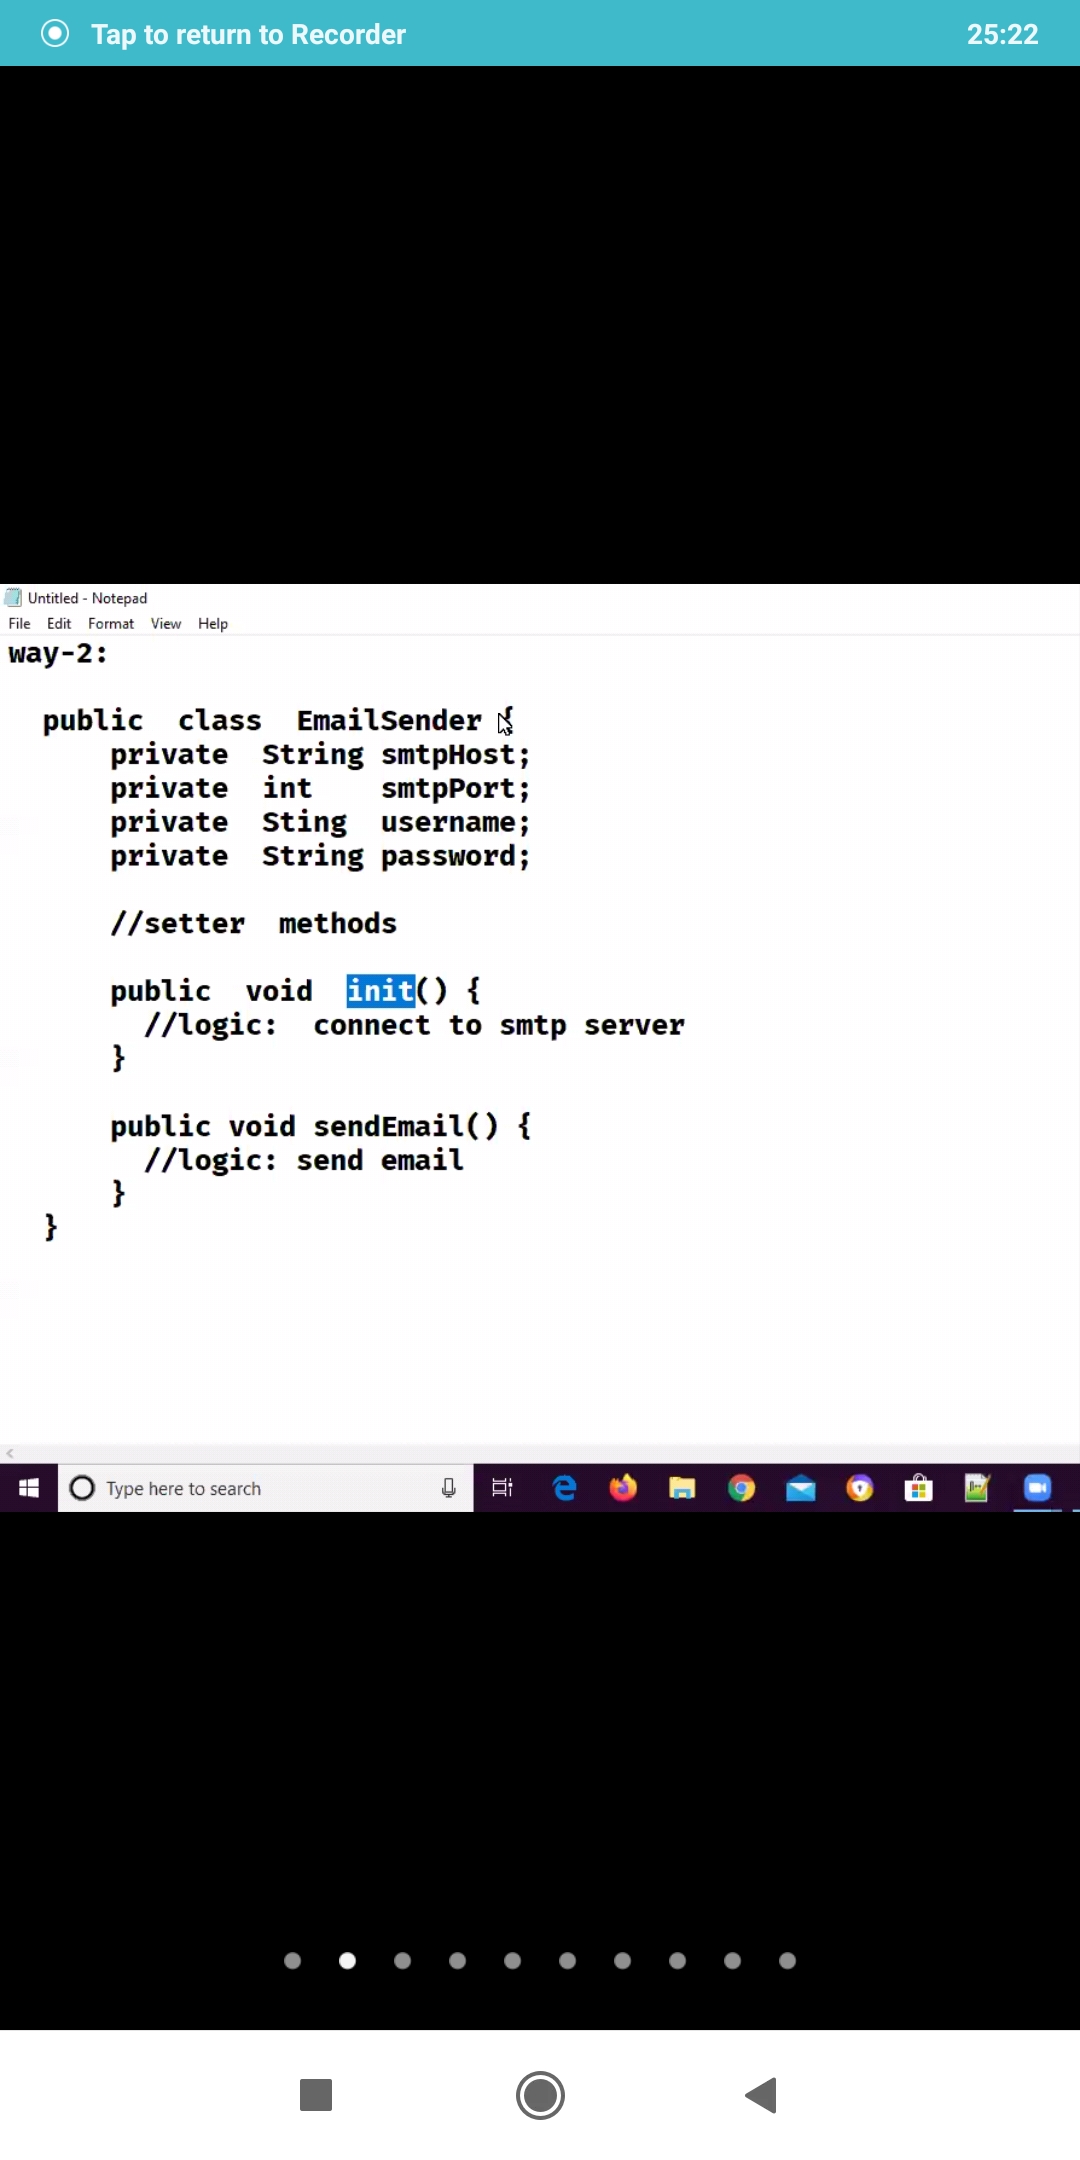 Tap to return to Recorder 25:22
Untitled - Notepad
File Edit Format View Help
way-2:
public class EmailSender {
private String smtpHost;
private int smtpPort;
private Sting username;
private String password;
//setter methods
public void init() {
//logic: connect to smtp server
}
public void sendEmail() {
//logic: send email
}
}
Type here to search